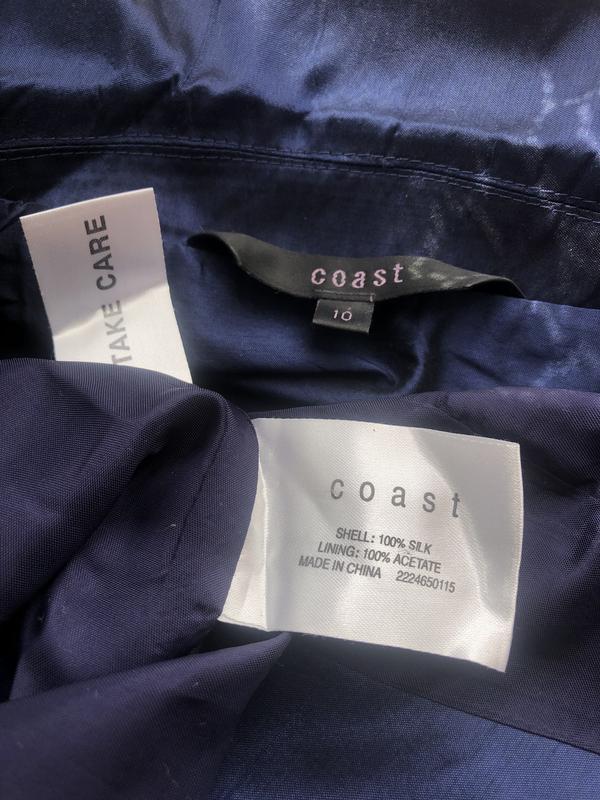 TAKE CARE
coast
10
coast
SHELL: 100% SILK
LINING: 100% ACETATE
MADE IN CHINA 2224650115